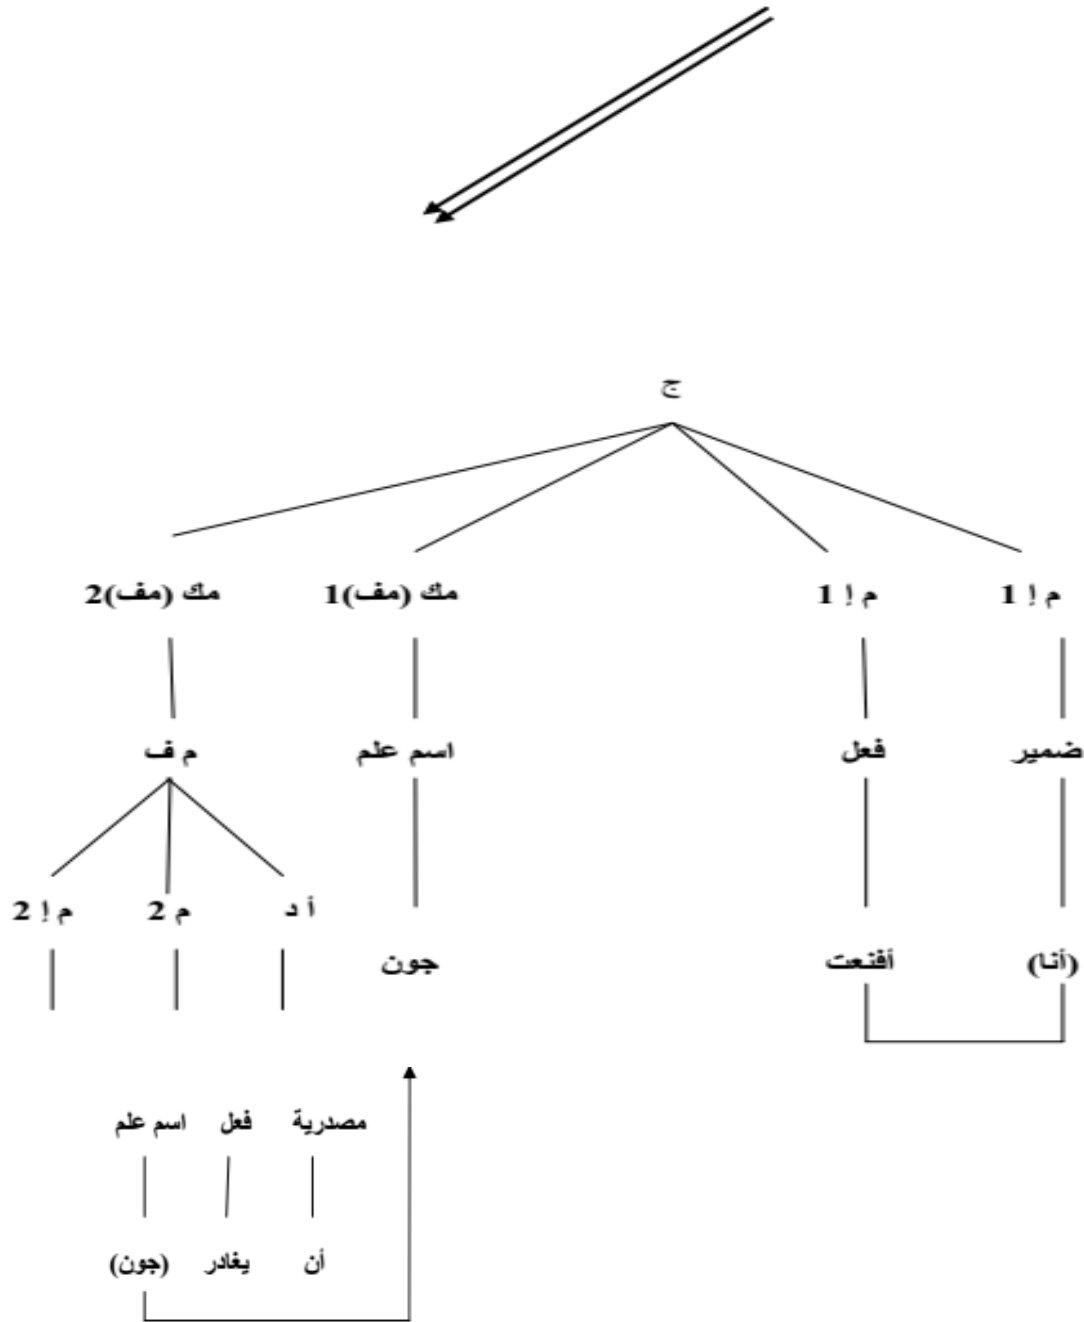 ج
م إ 1 م إ 1 مك (مف)1 مك (مف)2
ضمير فعل اسم علم م ف
أ د م 2 م إ 2
(أنا) أقنعت جون
مصدرية فعل اسم علم
أن يغادر (جون)